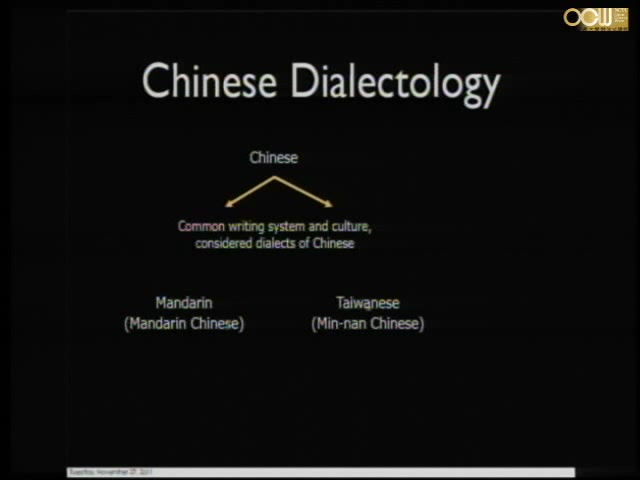 OCW
Chinese Dialectology
Chinese
Common writing system and culture,
considered dialects of Chinese
Mandarin
(Mandarin Chinese)
Taiwanese
(Min-nan Chinese)